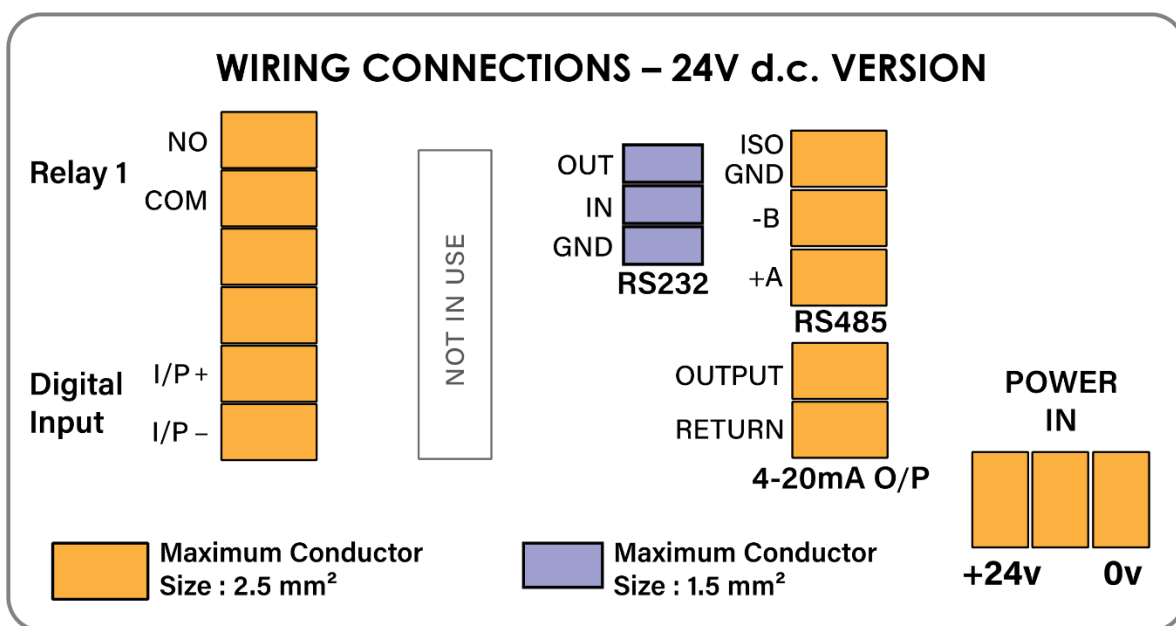 WIRING CONNECTIONS – 24V d.c. VERSION
Relay 1
NO
COM
Digital
Input
I/P+
I/P –
NOT IN USE
OUT
IN
GND
RS232
ISO
GND
-B
+A
RS485
OUTPUT
RETURN
4-20mA O/P
POWER
IN
+24v
0v
Maximum Conductor
Size : 2.5 mm²
Maximum Conductor
Size : 1.5 mm²